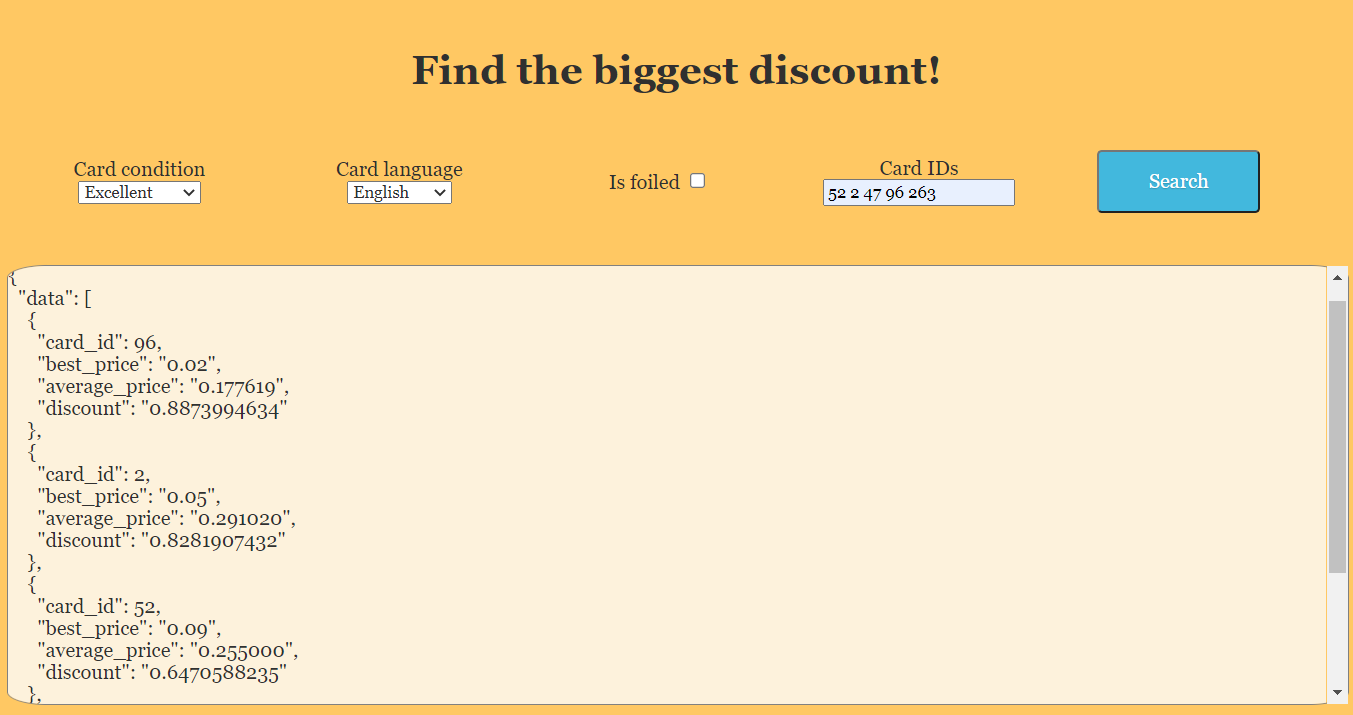 Find the biggest discount!
Card condition
Excellent
Card language
English
Is foiled
Card IDs
52 2 47 96 263
Search
{
"data": [
{
"card_id": 96,
"best_price": "0.02",
"average_price": "0.177619",
"discount": "0.8873994634"
},
{
"card_id": 2,
"best_price": "0.05",
"average_price": "0.291020",
"discount": "0.8281907432"
},
{
"card_id": 52,
"best_price": "0.09",
"average_price": "0.255000",
"discount": "0.6470588235"
},